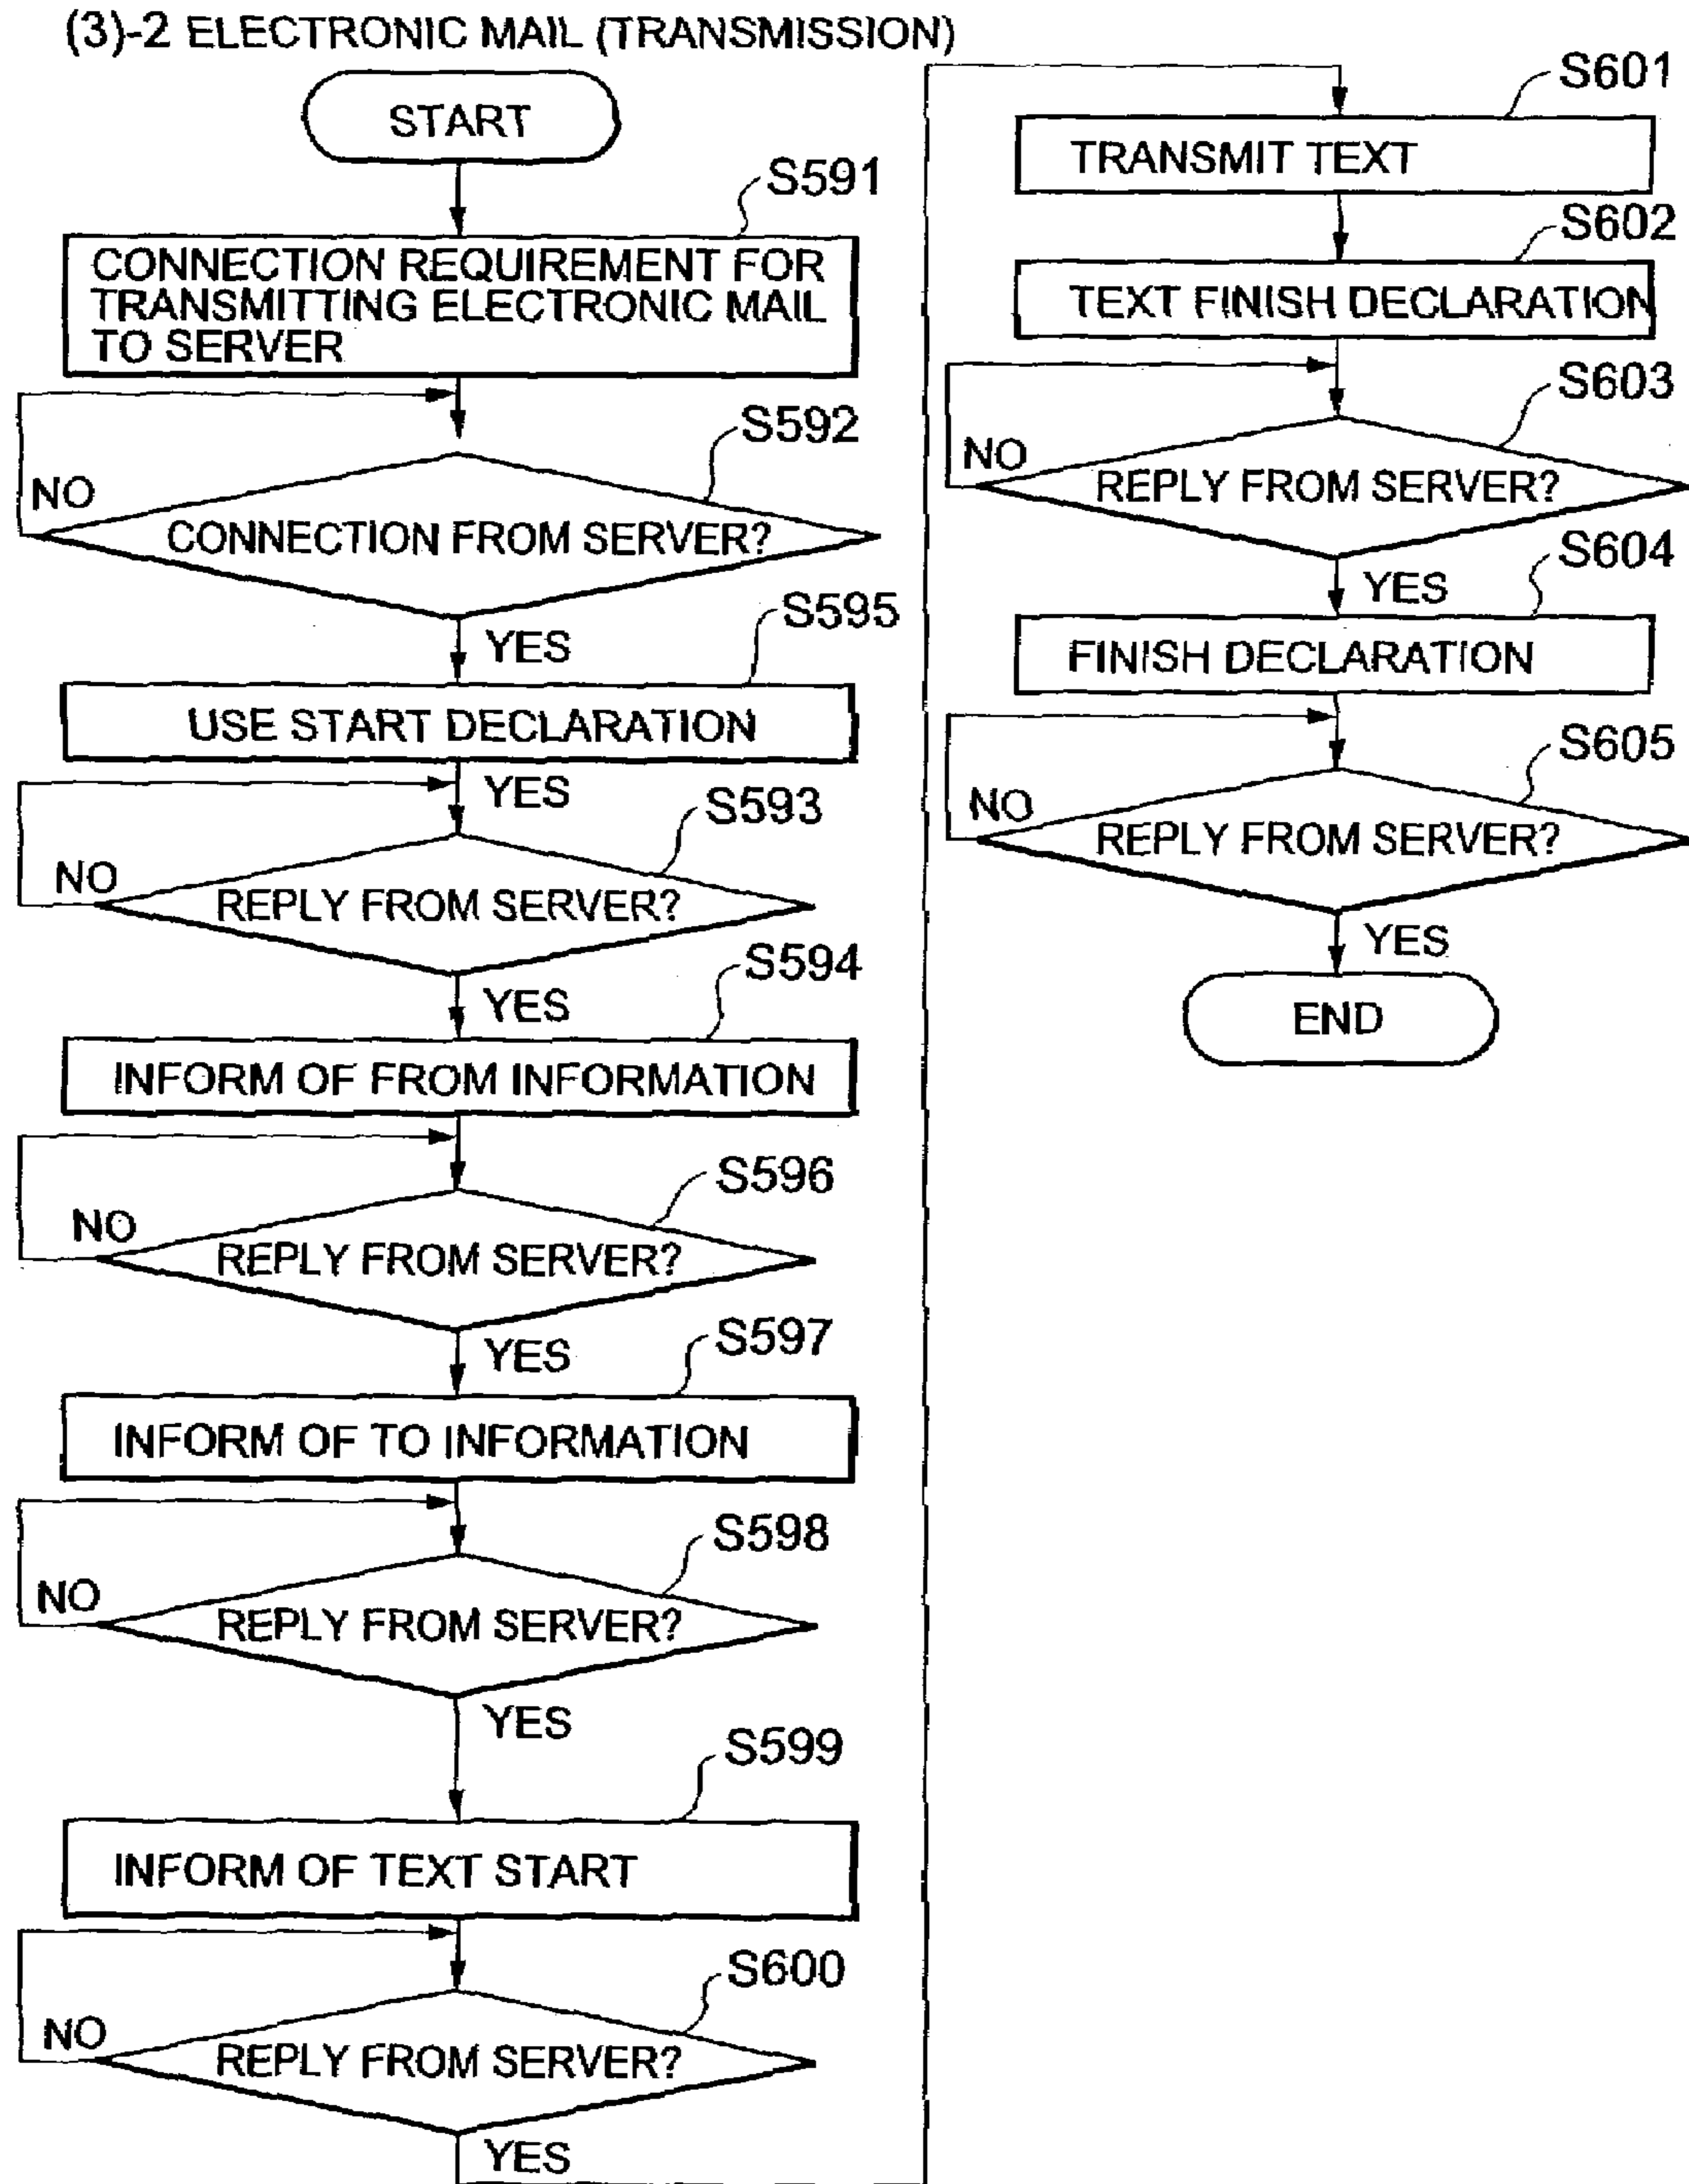 (3)-2 ELECTRONIC MAIL (TRANSMISSION)
START
S591
CONNECTION REQUIREMENT FOR
TRANSMITTING ELECTRONIC MAIL
TO SERVER
S592
NO
CONNECTION FROM SERVER?
YES
S595
USE START DECLARATION
YES
S593
NO
REPLY FROM SERVER?
YES
S594
INFORM OF FROM INFORMATION
S596
NO
REPLY FROM SERVER?
YES
S597
INFORM OF TO INFORMATION
S598
NO
REPLY FROM SERVER?
YES
S599
INFORM OF TEXT START
S600
NO
REPLY FROM SERVER?
YES
S601
TRANSMIT TEXT
S602
TEXT FINISH DECLARATION
S603
NO
REPLY FROM SERVER?
YES
S604
FINISH DECLARATION
S605
NO
REPLY FROM SERVER?
YES
END